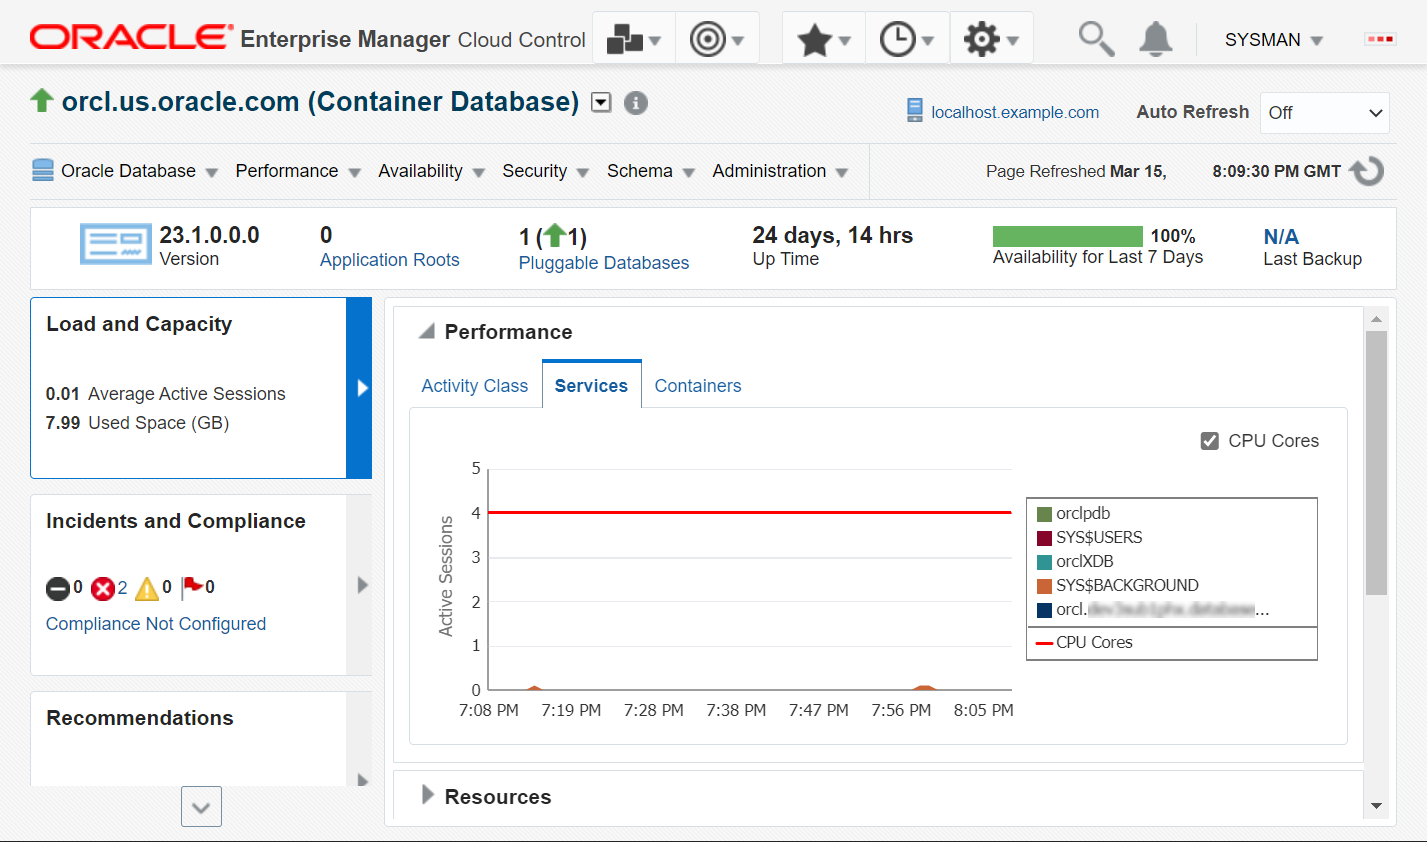 ORACLE Enterprise Manager Cloud Control
SYSMAN
orcl.us.oracle.com (Container Database)
localhost.example.com
Auto Refresh Off
Oracle Database Performance Availability Security Schema Administration
Page Refreshed Mar 15, 8:09:30 PM GMT
23.1.0.0.0
Version
0
Application Roots
1 (1)
Pluggable Databases
24 days, 14 hrs
Up Time
100%
Availability for Last 7 Days
N/A
Last Backup
Load and Capacity
0.01 Average Active Sessions
7.99 Used Space (GB)
Incidents and Compliance
0 2 0 0
Compliance Not Configured
Recommendations
Performance
Activity Class Services Containers
CPU Cores
Active Sessions
5
4
3
2
1
0
7:08 PM 7:19 PM 7:28 PM 7:38 PM 7:47 PM 7:56 PM 8:05 PM
orclpdb
SYS$USERS
orclXDB
SYS$BACKGROUND
orcl. ...
CPU Cores
Resources